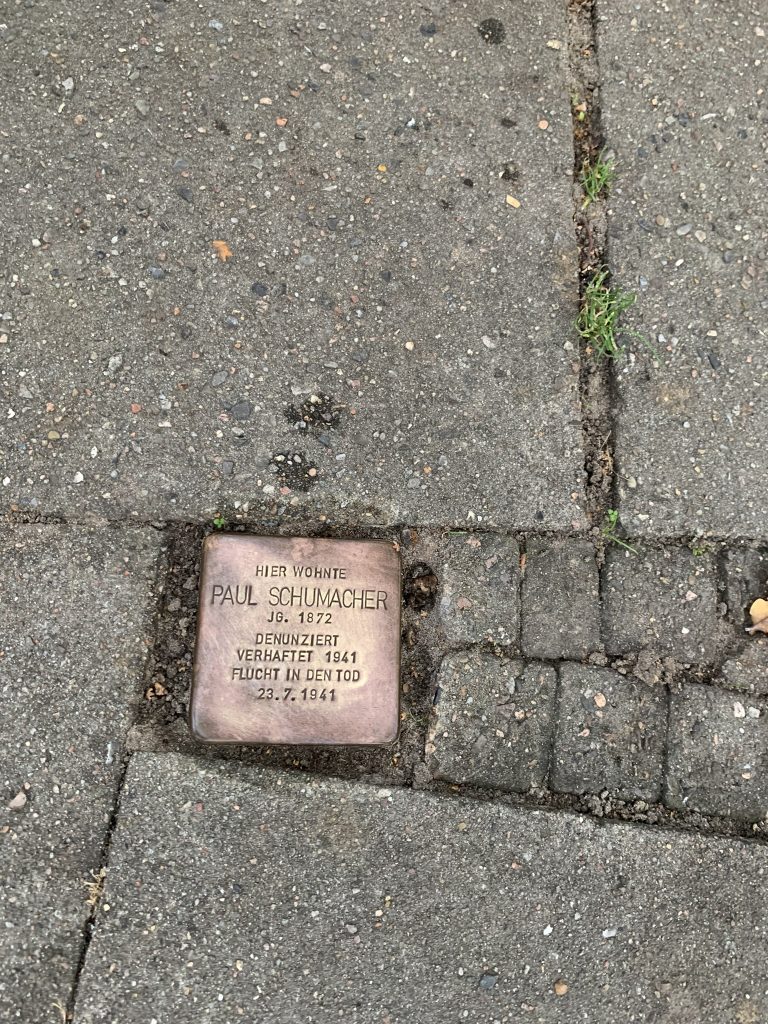 HIER WOHNTE
PAUL SCHUMACHER
JG. 1872
DENUNZIERT
VERHAFTET 1941
FLUCHT IN DEN TOD
23.7.1941